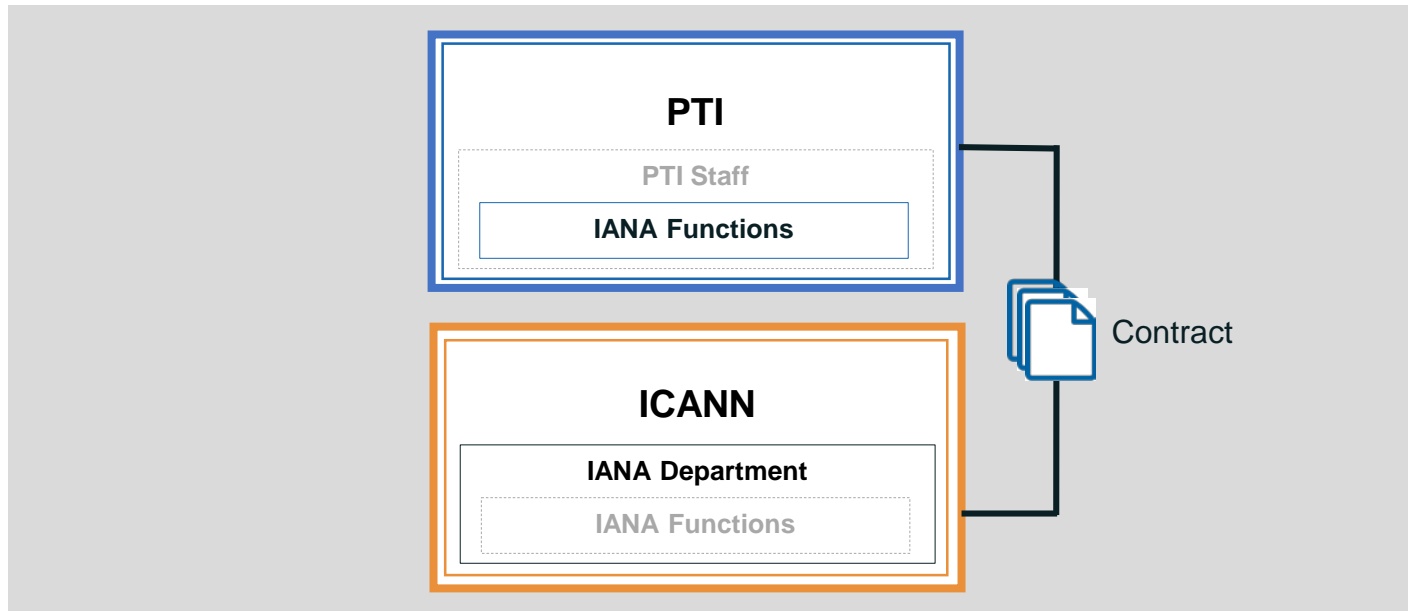 PTI
PTI Staff
IANA Functions
Contract
ICANN
IANA Department
IANA Functions